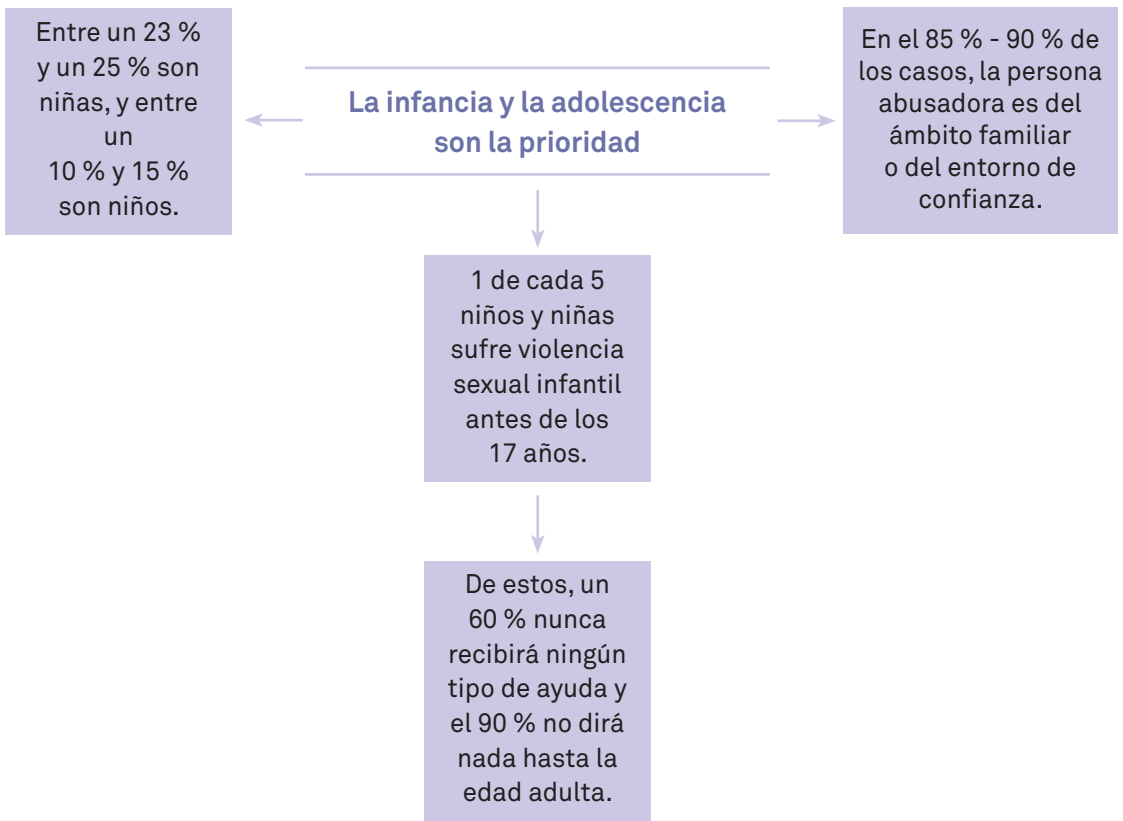 Entre un 23 %
y un 25 % son
niñas, y entre
un
10 % y 15 %
son niños.
La infancia y la adolescencia
son la prioridad
En el 85 % - 90 % de
los casos, la persona
abusadora es del
ámbito familiar
o del entorno de
confianza.
1 de cada 5
niños y niñas
sufre violencia
sexual infantil
antes de los
17 años.
De estos, un
60 % nunca
recibirá ningún
tipo de ayuda y
el 90 % no dirá
nada hasta la
edad adulta.